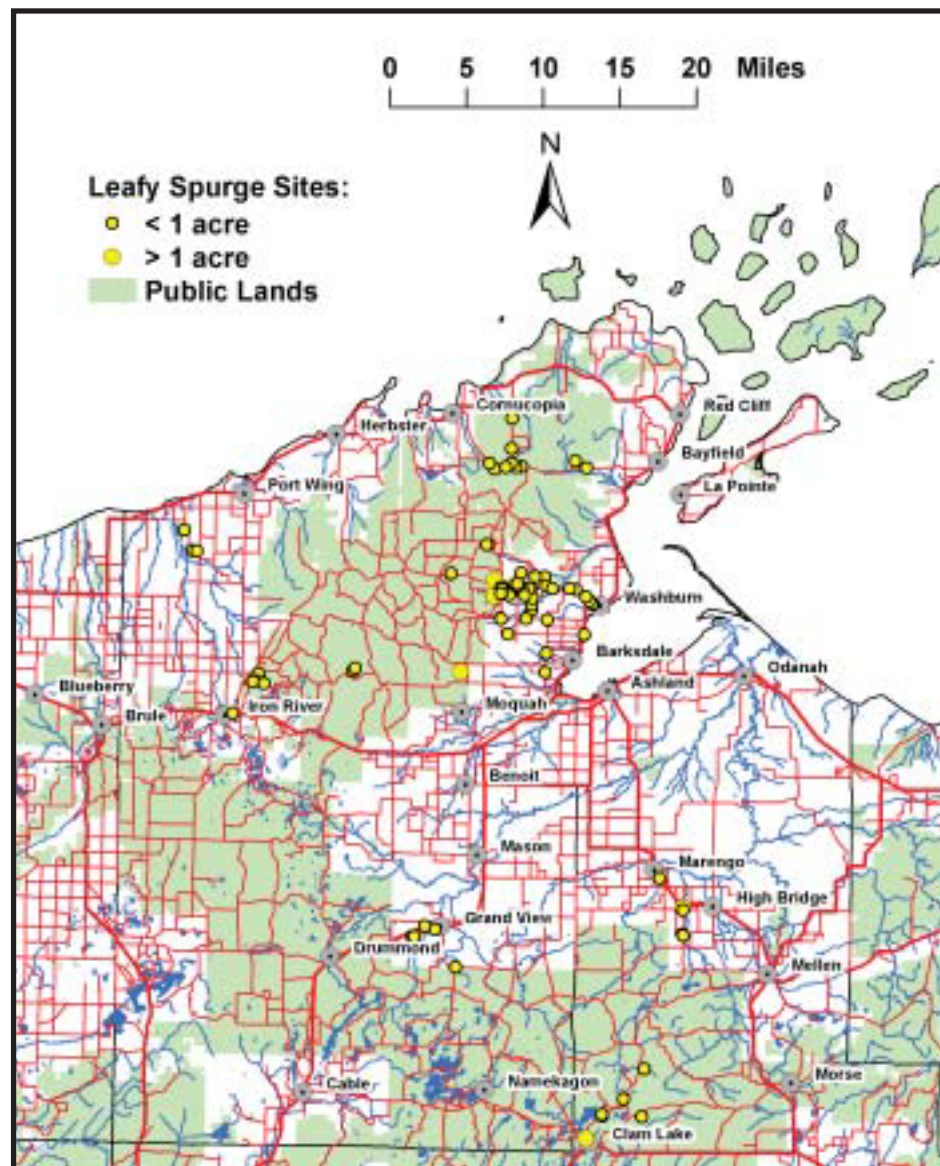 0 5 10 15 20 Miles
N
Leafy Spurge Sites:
< 1 acre
> 1 acre
Public Lands
Cornucopia
Red Cliff
Herbster
Bayfield
La Pointe
Port Wing
Washburn
Barksdale
Odanah
Ashland
Blueberry
Brule
Iron River
Moquah
Benoit
Mason
Marengo
High Bridge
Grand View
Drummond
Mellen
Cable
Namekagon
Morse
Clam Lake